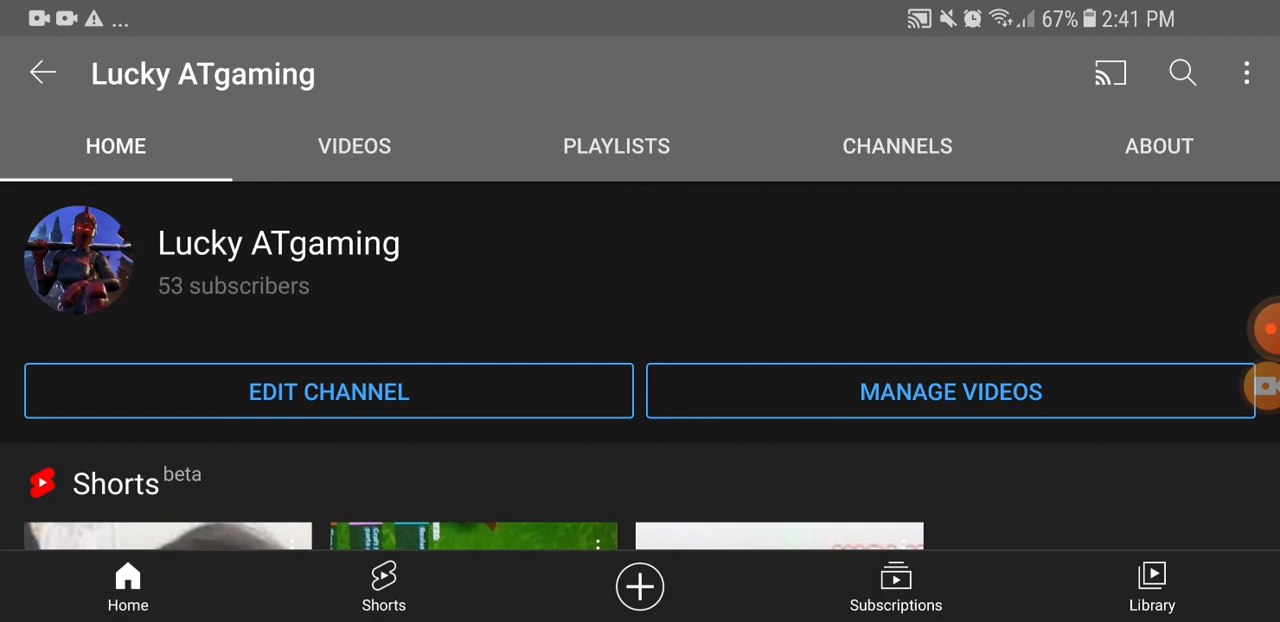 ... 67% 2:41 PM
Lucky ATgaming
HOME VIDEOS PLAYLISTS CHANNELS ABOUT
Lucky ATgaming
53 subscribers
EDIT CHANNEL MANAGE VIDEOS
Shorts beta
Home Shorts Subscriptions Library